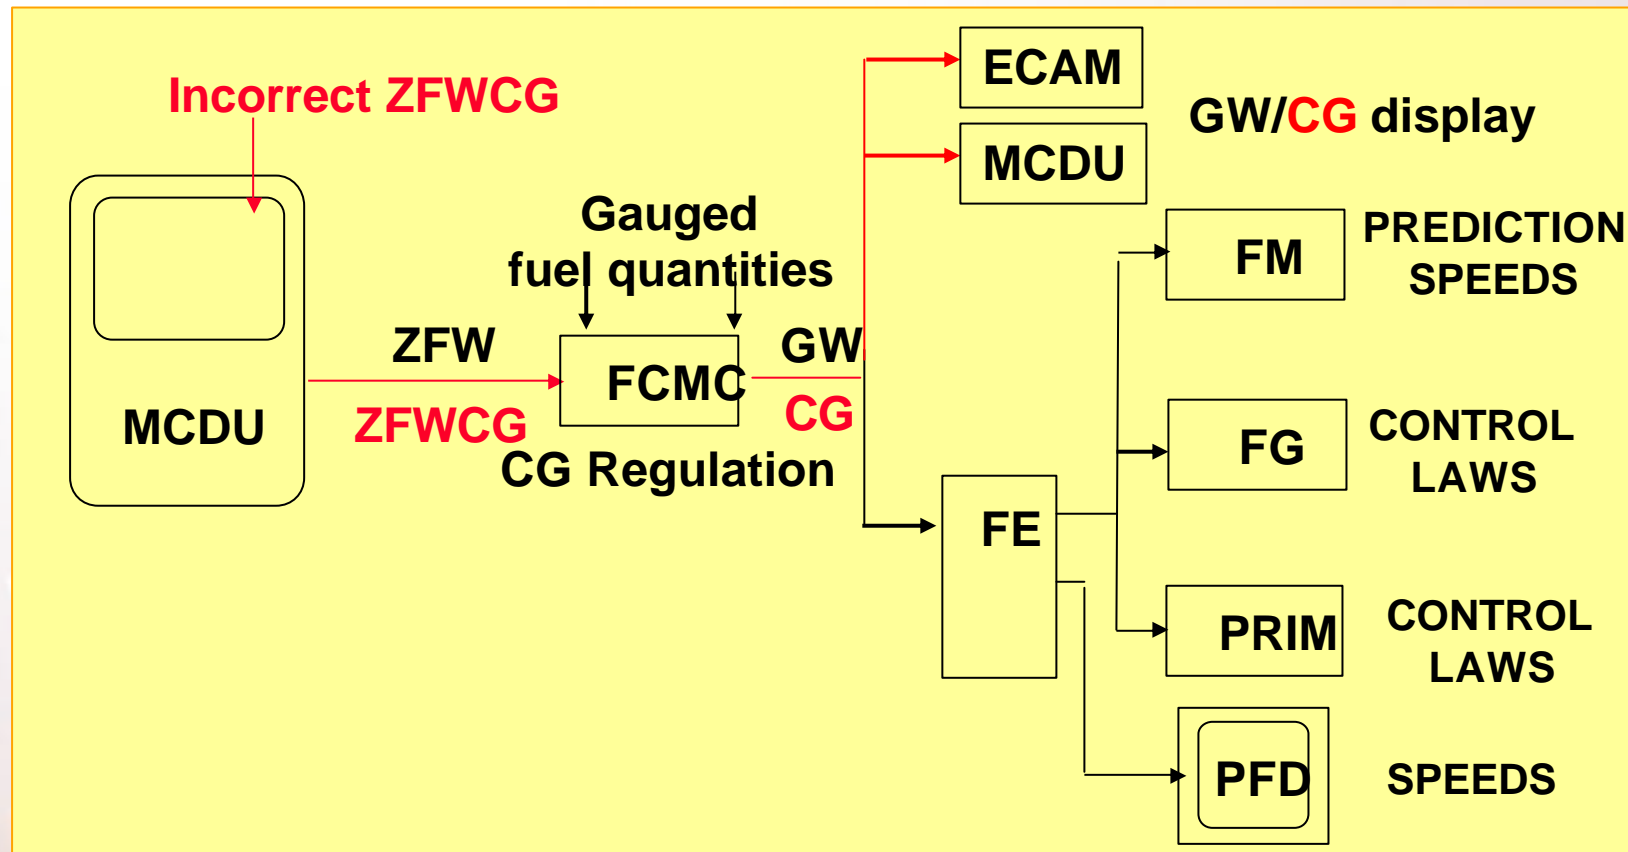 Incorrect ZFWCG
MCDU
ZFW
ZFWCG
Gauged
fuel quantities
FCMC
CG Regulation
GW
CG
ECAM
MCDU
GW/CG display
FE
FM
PREDICTION
SPEEDS
FG
CONTROL
LAWS
PRIM
CONTROL
LAWS
PFD
SPEEDS